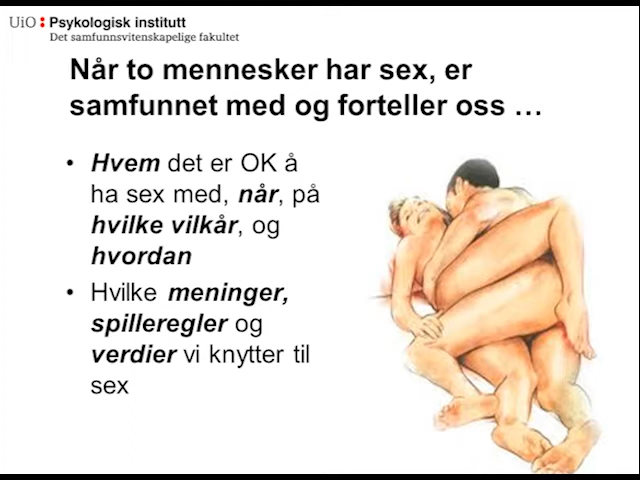 UiO : Psykologisk institutt
Det samfunnsvitenskapelige fakultet
Når to mennesker har sex, er
samfunnet med og forteller oss …
• Hvem det er OK å
ha sex med, når, på
hvilke vilkår, og
hvordan
• Hvilke meninger,
spilleregler og
verdier vi knytter til
sex